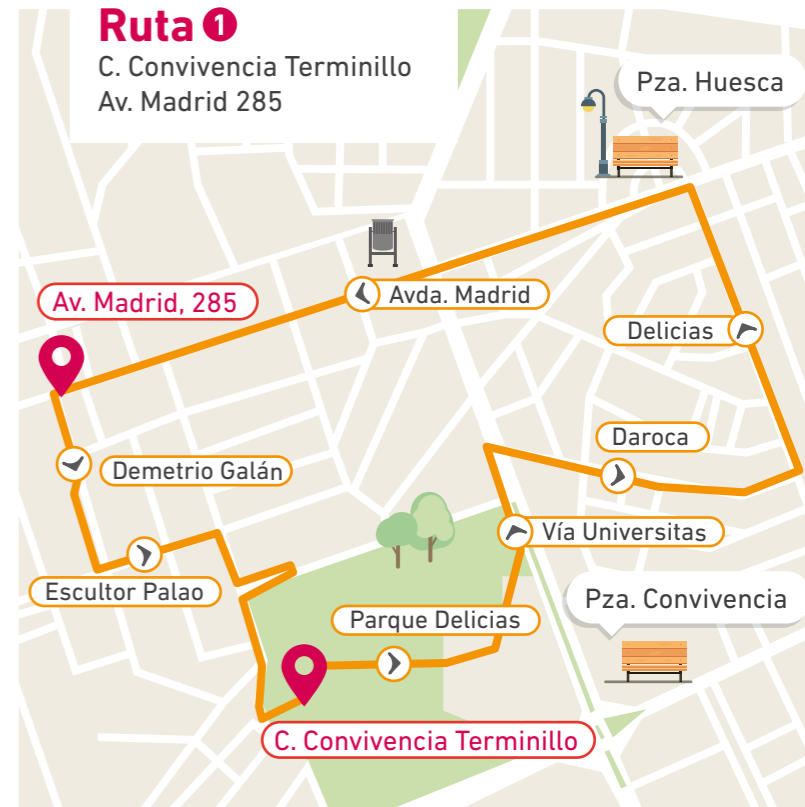 Ruta 1
C. Convivencia Terminillo
Av. Madrid 285
Pza. Huesca
Av. Madrid, 285
Avda. Madrid
Delicias
Daroca
Demetrio Galán
Vía Universitas
Escultor Palao
Pza. Convivencia
Parque Delicias
C. Convivencia Terminillo